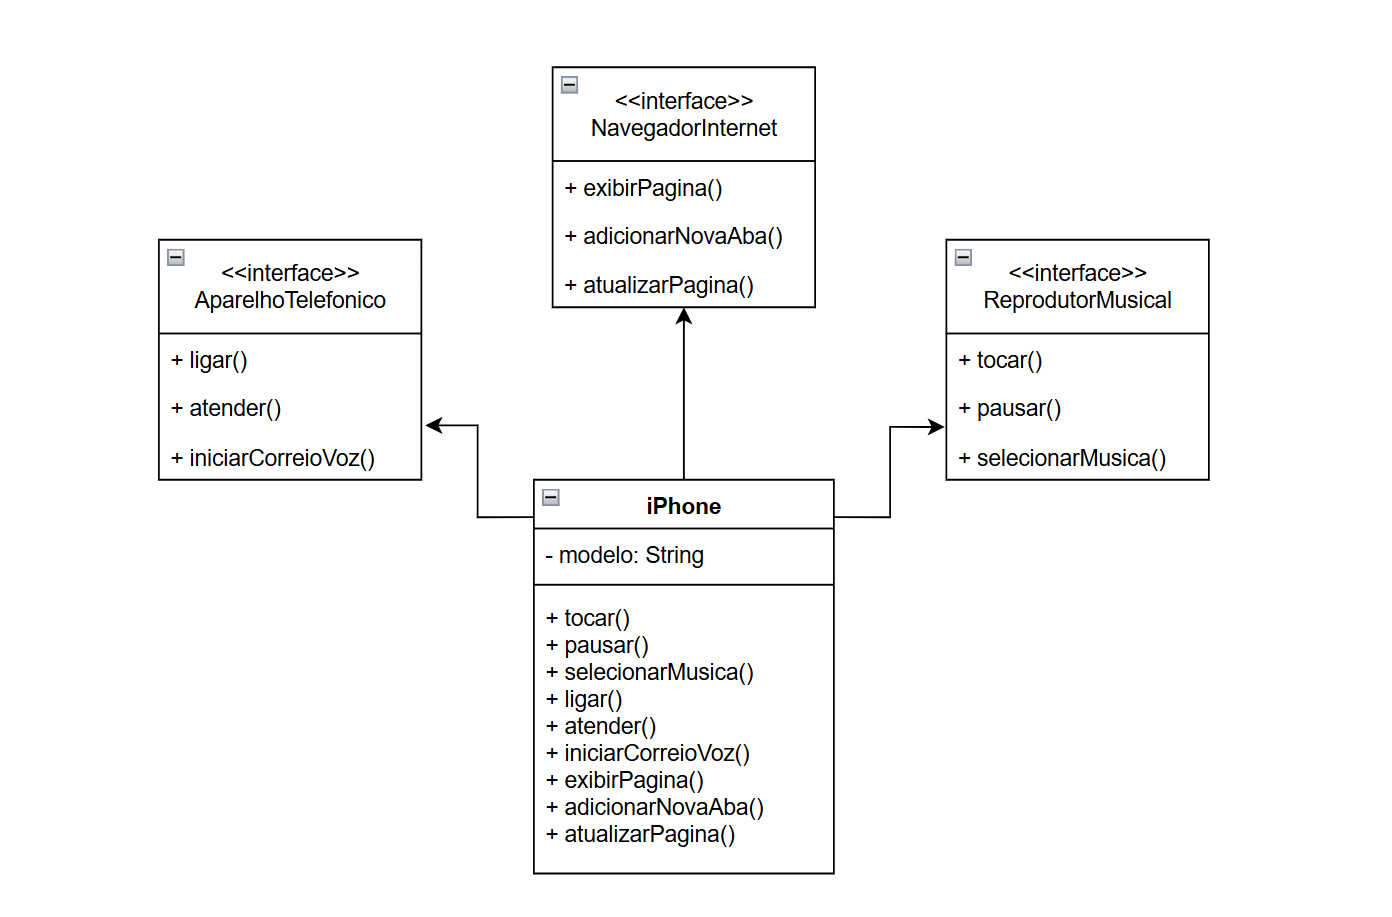 <<interface>>
NavegadorInternet
+ exibirPagina()
+ adicionarNovaAba()
+ atualizarPagina()
<<interface>>
AparelhoTelefonico
+ ligar()
+ atender()
+ iniciarCorreioVoz()
<<interface>>
ReprodutorMusical
+ tocar()
+ pausar()
+ selecionarMusica()
iPhone
- modelo: String
+ tocar()
+ pausar()
+ selecionarMusica()
+ ligar()
+ atender()
+ iniciarCorreioVoz()
+ exibirPagina()
+ adicionarNovaAba()
+ atualizarPagina()